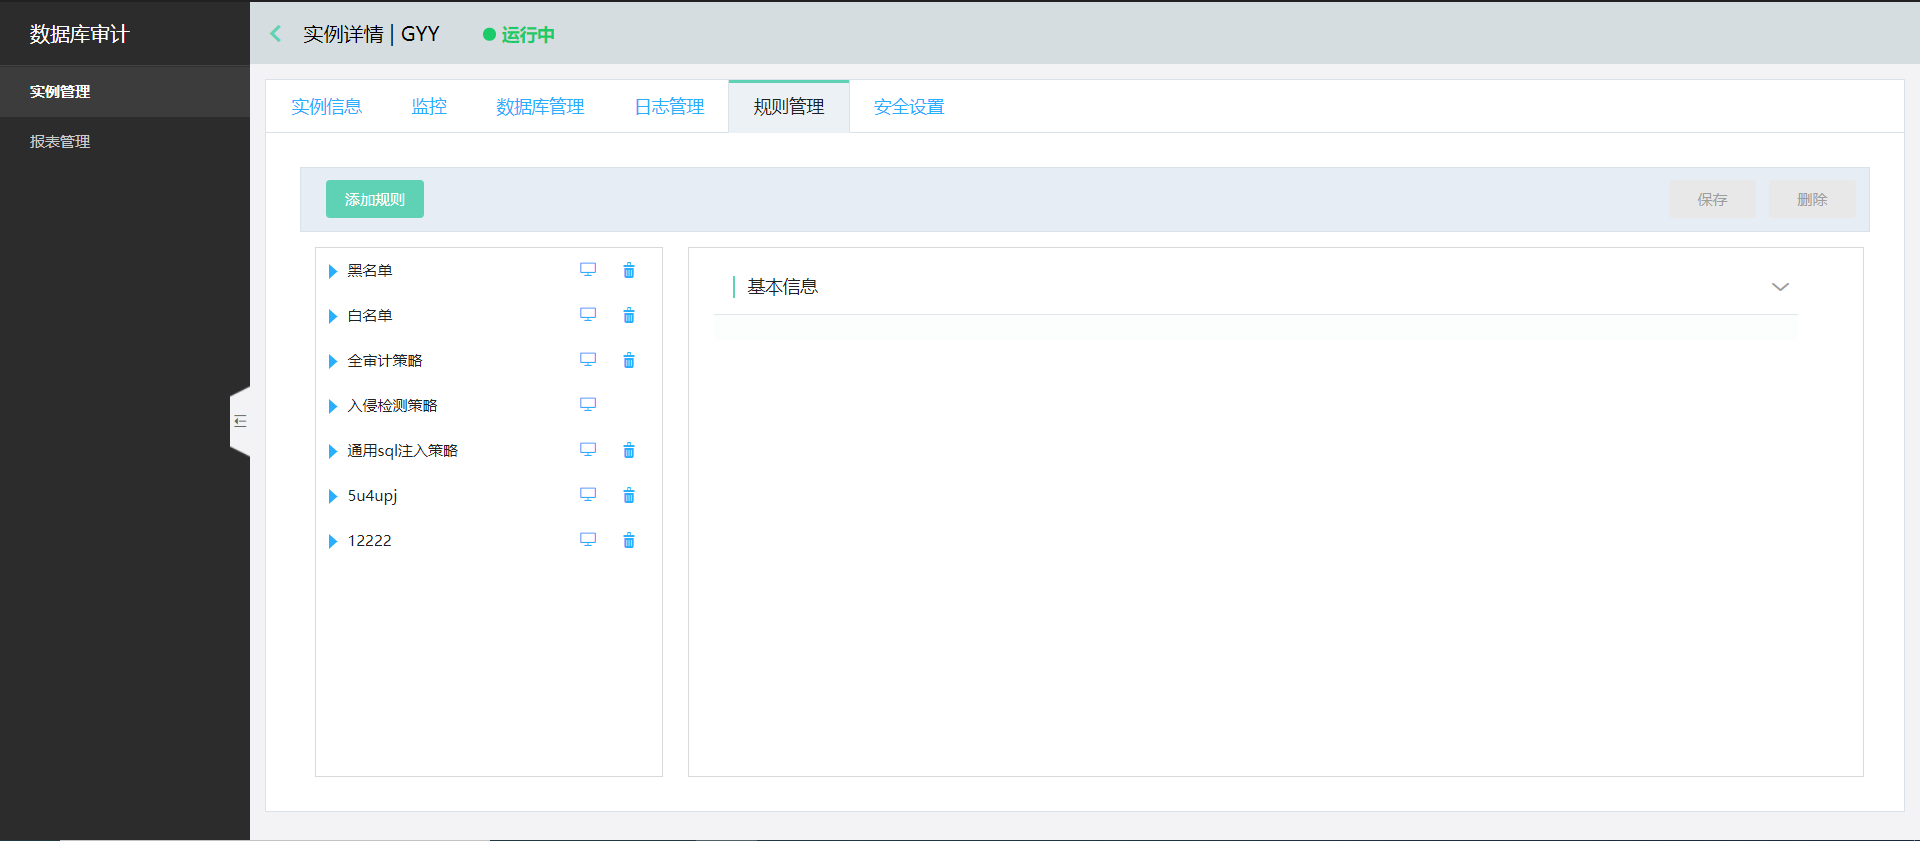 数据库审计
实例管理
报表管理
实例详情 | GYY
运行中
实例信息 监控 数据库管理 日志管理 规则管理 安全设置
添加规则 保存 删除
黑名单
白名单
全审计策略
入侵检测策略
通用sql注入策略
5u4upj
12222
基本信息